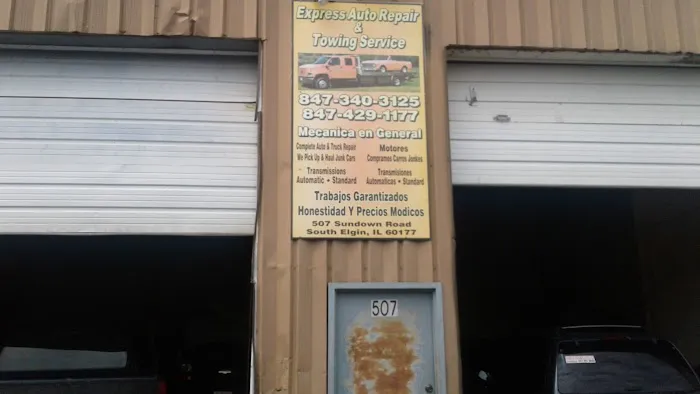 Express Auto Repair
&
Towing Service
847-340-3125
847-429-1177
Mecanica en General
Complete Auto & Truck Repair
We Pick Up & Haul Junk Cars
Transmissions
Automatic • Standard
Motores
Compramos Carros Junkes
Transmisiones
Automaticas • Standard
Trabajos Garantizados
Honestidad Y Precios Modicos
507 Sundown Road
South Elgin, IL 60177
507